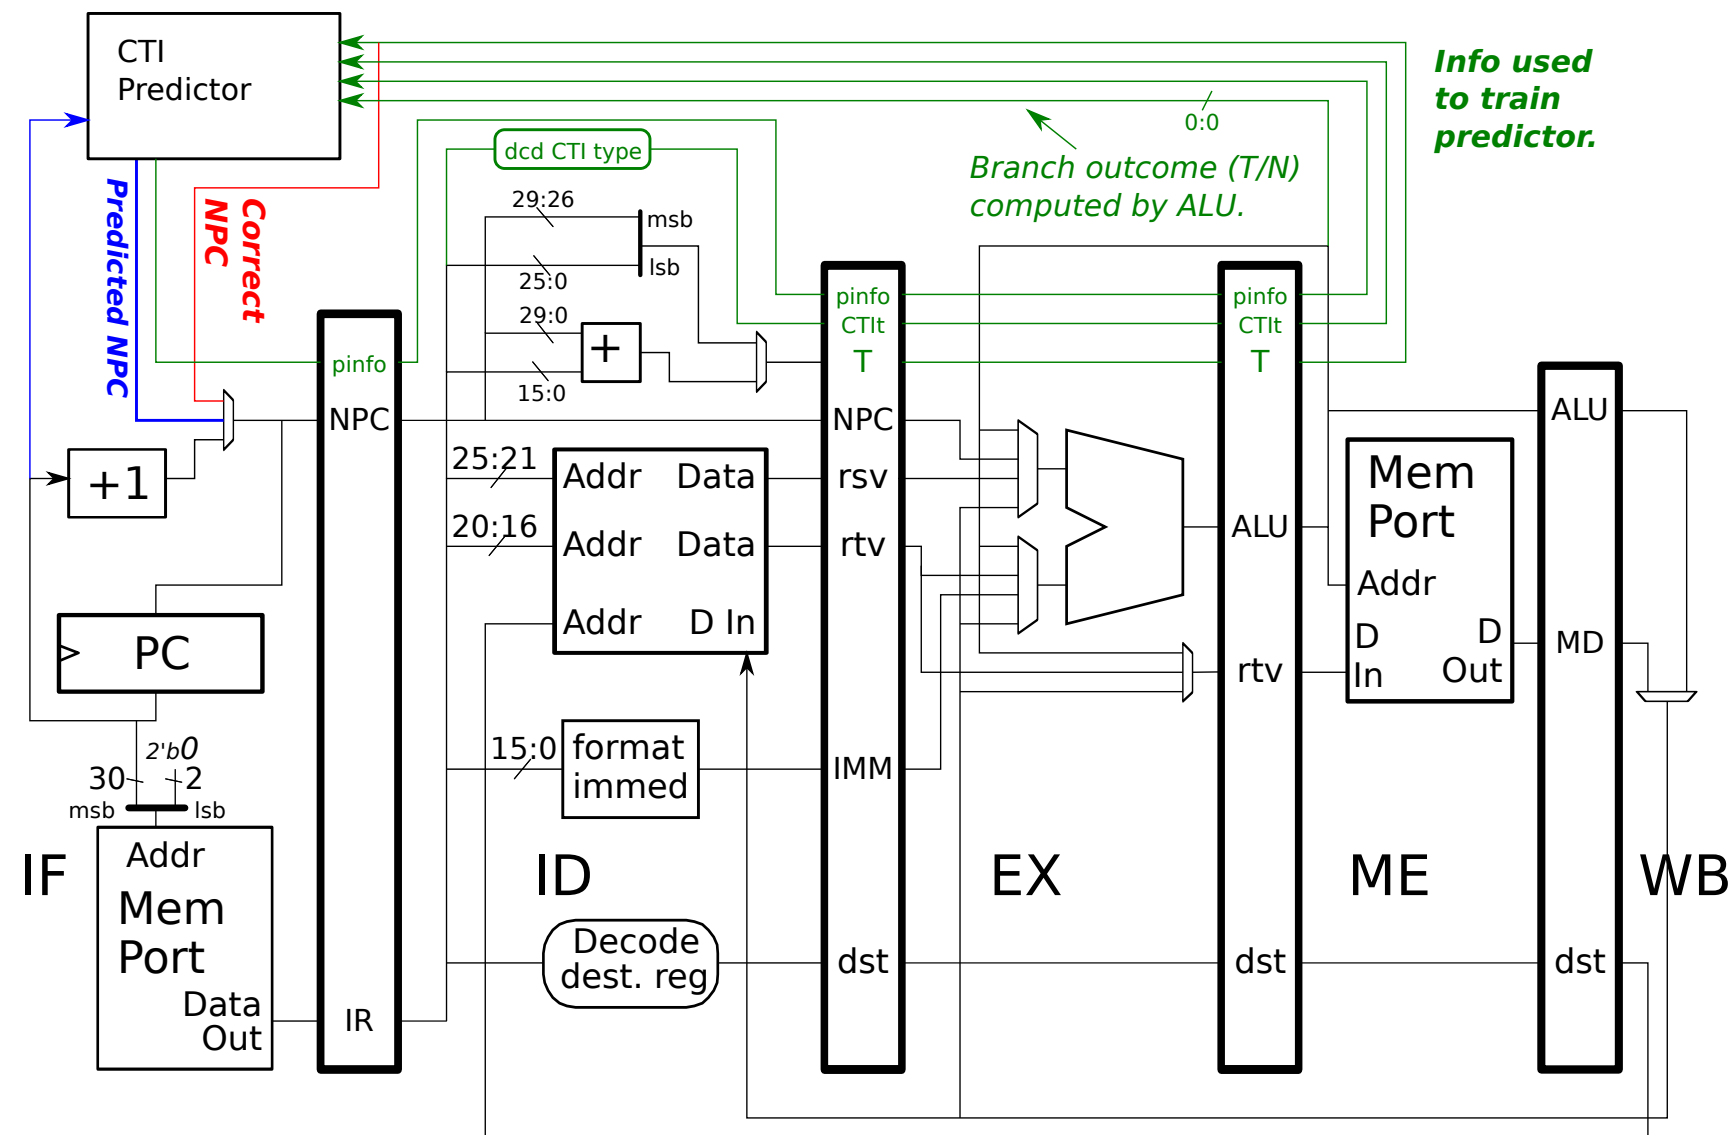 CTI
Predictor
Info used
to train
predictor.
0:0
Branch outcome (T/N)
computed by ALU.
dcd CTI type
Predicted NPC
Correct
NPC
29:26
msb
25:0
lsb
29:0
+
15:0
pinfo
NPC
IR
pinfo
CTIt
T
NPC
rsv
rtv
IMM
dst
pinfo
CTIt
T
ALU
rtv
dst
ALU
MD
dst
+1
PC
25:21
Addr
Data
20:16
Addr
Data
Addr
D In
15:0
format
immed
Decode
dest. reg
Mem
Port
Addr
D
In
D
Out
2'b0
30
2
msb
lsb
Addr
Mem
Port
Data
Out
IF
ID
EX
ME
WB